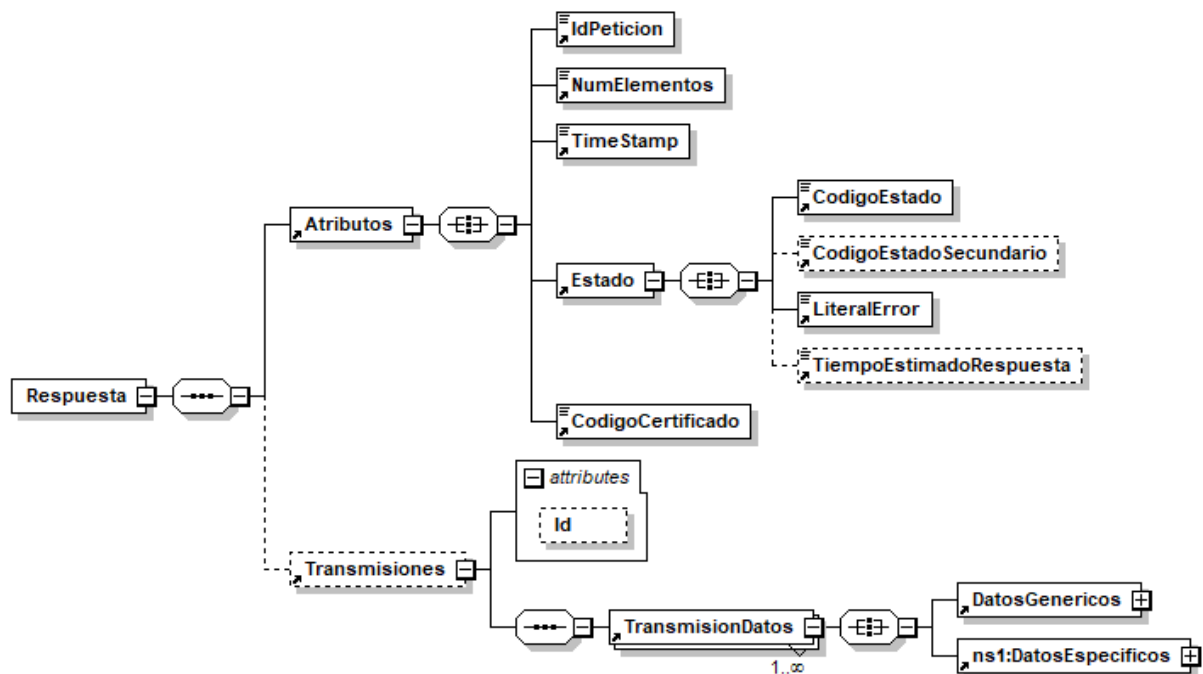 IdPeticion
NumElementos
TimeStamp
CodigoEstado
Atributos
CodigoEstadoSecundario
Estado
LiteralError
TiempoEstimadoRespuesta
Respuesta
CodigoCertificado
attributes
Id
Transmisiones
DatosGenericos
TransmisionDatos
1..∞
ns1:DatosEspecificos